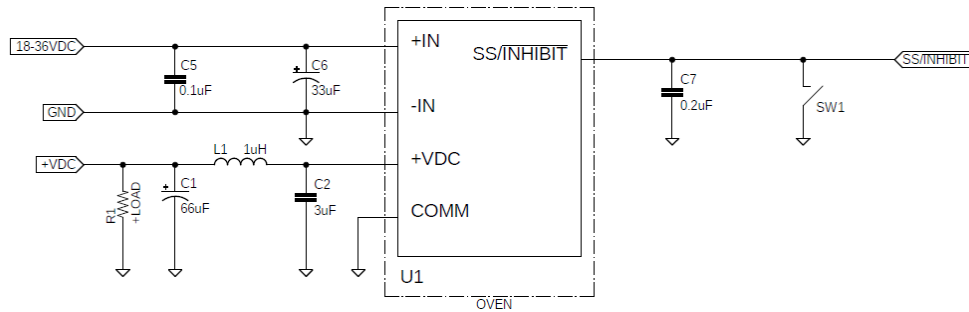 18-36VDC
+IN
SS/INHIBIT
SS/INHIBIT
C5
0.1uF
C6
33uF
C7
0.2uF
SW1
GND
-IN
L1 1uH
+VDC
+VDC
R1
+LOAD
C1
66uF
C2
3uF
COMM
U1
OVEN